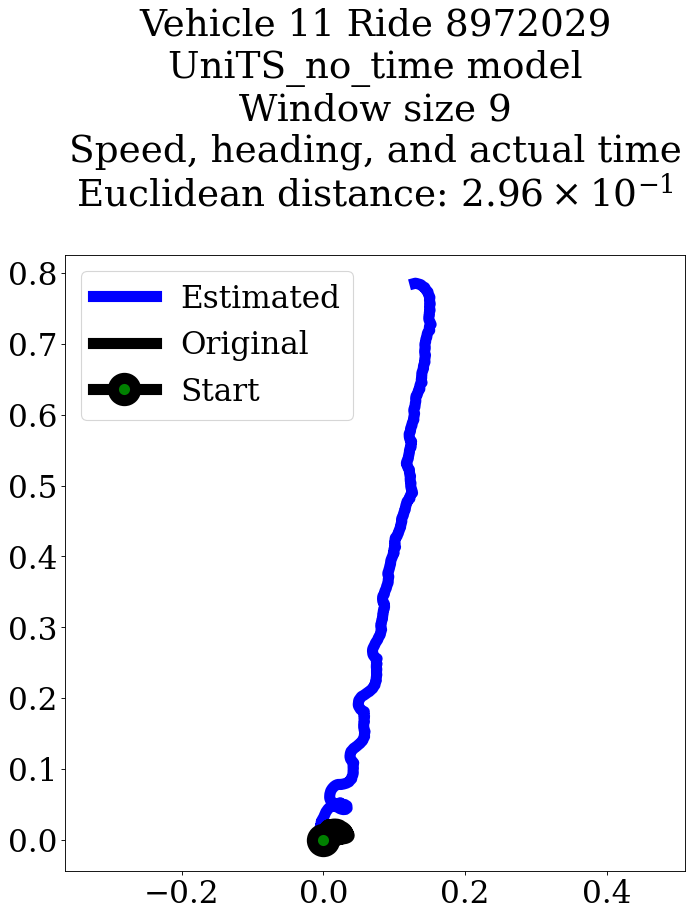 Vehicle 11 Ride 8972029
UniTS_no_time model
Window size 9
Speed, heading, and actual time
Euclidean distance: 2.96 × 10⁻¹
0.8
0.7
0.6
0.5
0.4
0.3
0.2
0.1
0.0
Estimated
Original
Start
−0.2 0.0 0.2 0.4